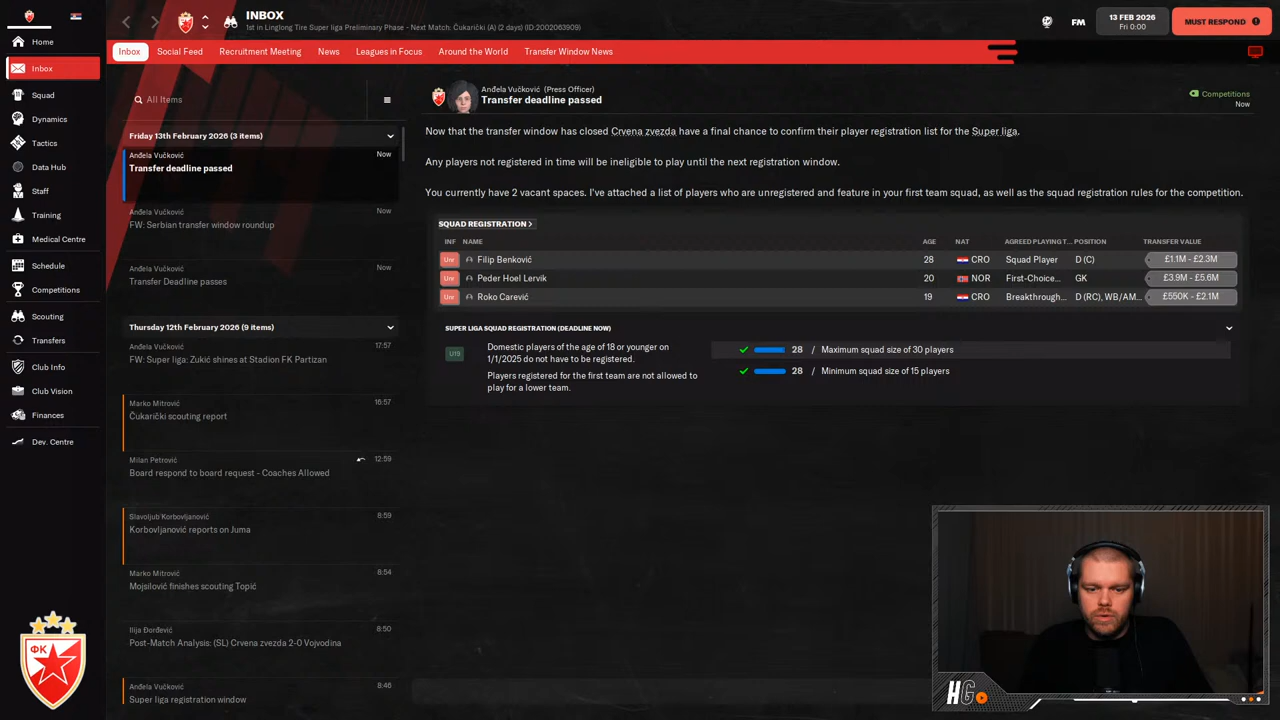 INBOX
1st in Linglong Tire Super liga Preliminary Phase - Next Match: Čukarički (A) (2 days) (ID:2002063909)
FM
13 FEB 2026
Fri 0:00
MUST RESPOND
Home
Inbox
Squad
Dynamics
Tactics
Data Hub
Staff
Training
Medical Centre
Schedule
Competitions
Scouting
Transfers
Club Info
Club Vision
Finances
Dev. Centre
ФК
Inbox
Social Feed
Recruitment Meeting
News
Leagues in Focus
Around the World
Transfer Window News
All Items
Friday 13th February 2026 (3 items)
Anđela Vučković
Now
Transfer deadline passed
Anđela Vučković
Now
FW: Serbian transfer window roundup
Anđela Vučković
Now
Transfer Deadline passes
Thursday 12th February 2026 (9 items)
Anđela Vučković
17:57
FW: Super liga: Zukić shines at Stadion FK Partizan
Marko Mitrović
16:57
Čukarički scouting report
Milan Petrović
12:59
Board respond to board request - Coaches Allowed
Slavoljub Korbovljanović
8:59
Korbovljanović reports on Juma
Marko Mitrović
8:54
Mojsilović finishes scouting Topić
Ilija Đorđević
8:50
Post-Match Analysis: (SL) Crvena zvezda 2-0 Vojvodina
Anđela Vučković
8:46
Super liga registration window
Anđela Vučković (Press Officer)
Transfer deadline passed
Competitions
Now
Now that the transfer window has closed Crvena zvezda have a final chance to confirm their player registration list for the Super liga.
Any players not registered in time will be ineligible to play until the next registration window.
You currently have 2 vacant spaces. I've attached a list of players who are unregistered and feature in your first team squad, as well as the squad registration rules for the competition.
SQUAD REGISTRATION >
INF NAME AGE NAT AGREED PLAYING T... POSITION TRANSFER VALUE
Unr Filip Benković 28 CRO Squad Player D (C) £1.1M - £2.3M
Unr Peder Hoel Lervik 20 NOR First-Choice... GK £3.9M - £5.6M
Unr Roko Carević 19 CRO Breakthrough... D (RC), WB/AM... £550K - £2.1M
SUPER LIGA SQUAD REGISTRATION (DEADLINE NOW)
U19
Domestic players of the age of 18 or younger on
1/1/2025 do not have to be registered.
Players registered for the first team are not allowed to
play for a lower team.
28 / Maximum squad size of 30 players
28 / Minimum squad size of 15 players
HG